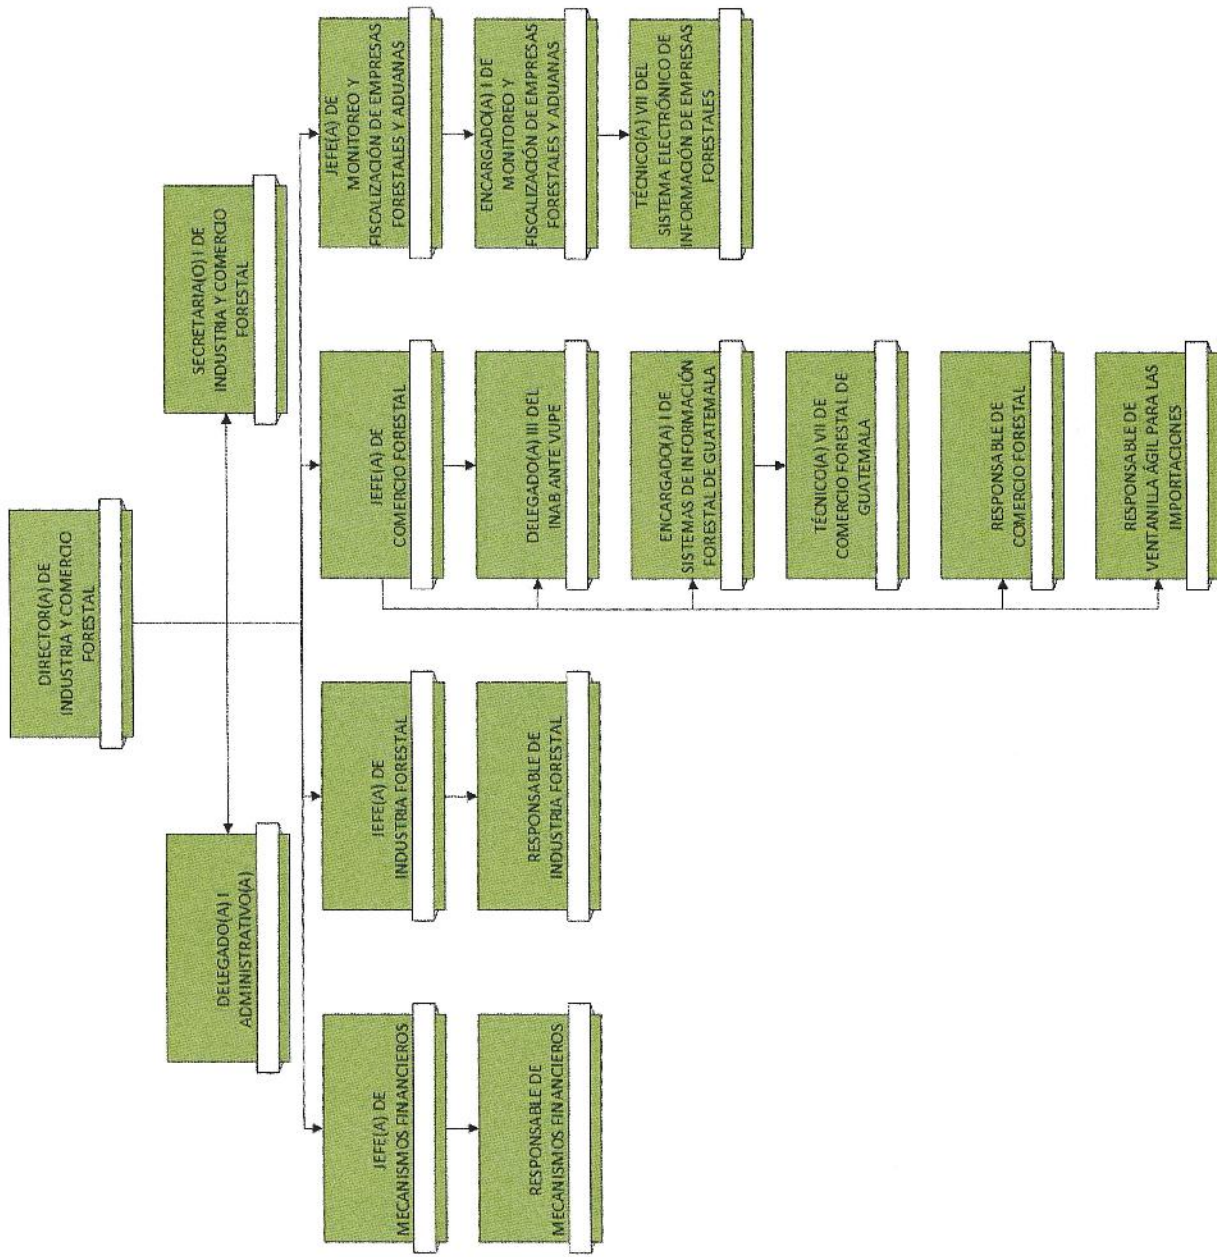 DIRECTOR(A) DE
INDUSTRIA Y COMERCIO
FORESTAL
DELEGADO(A) I
ADMINISTRATIVO(A)
SECRETARIA(O) I DE
INDUSTRIA Y COMERCIO
FORESTAL
JEFE(A) DE
MECANISMOS FINANCIEROS
RESPONSABLE DE
MECANISMOS FINANCIEROS
JEFE(A) DE
INDUSTRIA FORESTAL
RESPONSABLE DE
INDUSTRIA FORESTAL
JEFE(A) DE
COMERCIO FORESTAL
DELEGADO(A) III DEL
INAB ANTE VUPE
ENCARGADO(A) I DE
SISTEMAS DE INFORMACIÓN
FORESTAL DE GUATEMALA
TÉCNICO(A) VII DE
COMERCIO FORESTAL DE
GUATEMALA
RESPONSABLE DE
COMERCIO FORESTAL
RESPONSABLE DE
VENTANILLA ÁGIL PARA LAS
IMPORTACIONES
JEFE(A) DE
MONITOREO Y
FISCALIZACIÓN DE EMPRESAS
FORESTALES Y ADUANAS
ENCARGADO(A) I DE
MONITOREO Y
FISCALIZACIÓN DE EMPRESAS
FORESTALES Y ADUANAS
TÉCNICO(A) VII DEL
SISTEMA ELECTRÓNICO DE
INFORMACIÓN DE EMPRESAS
FORESTALES